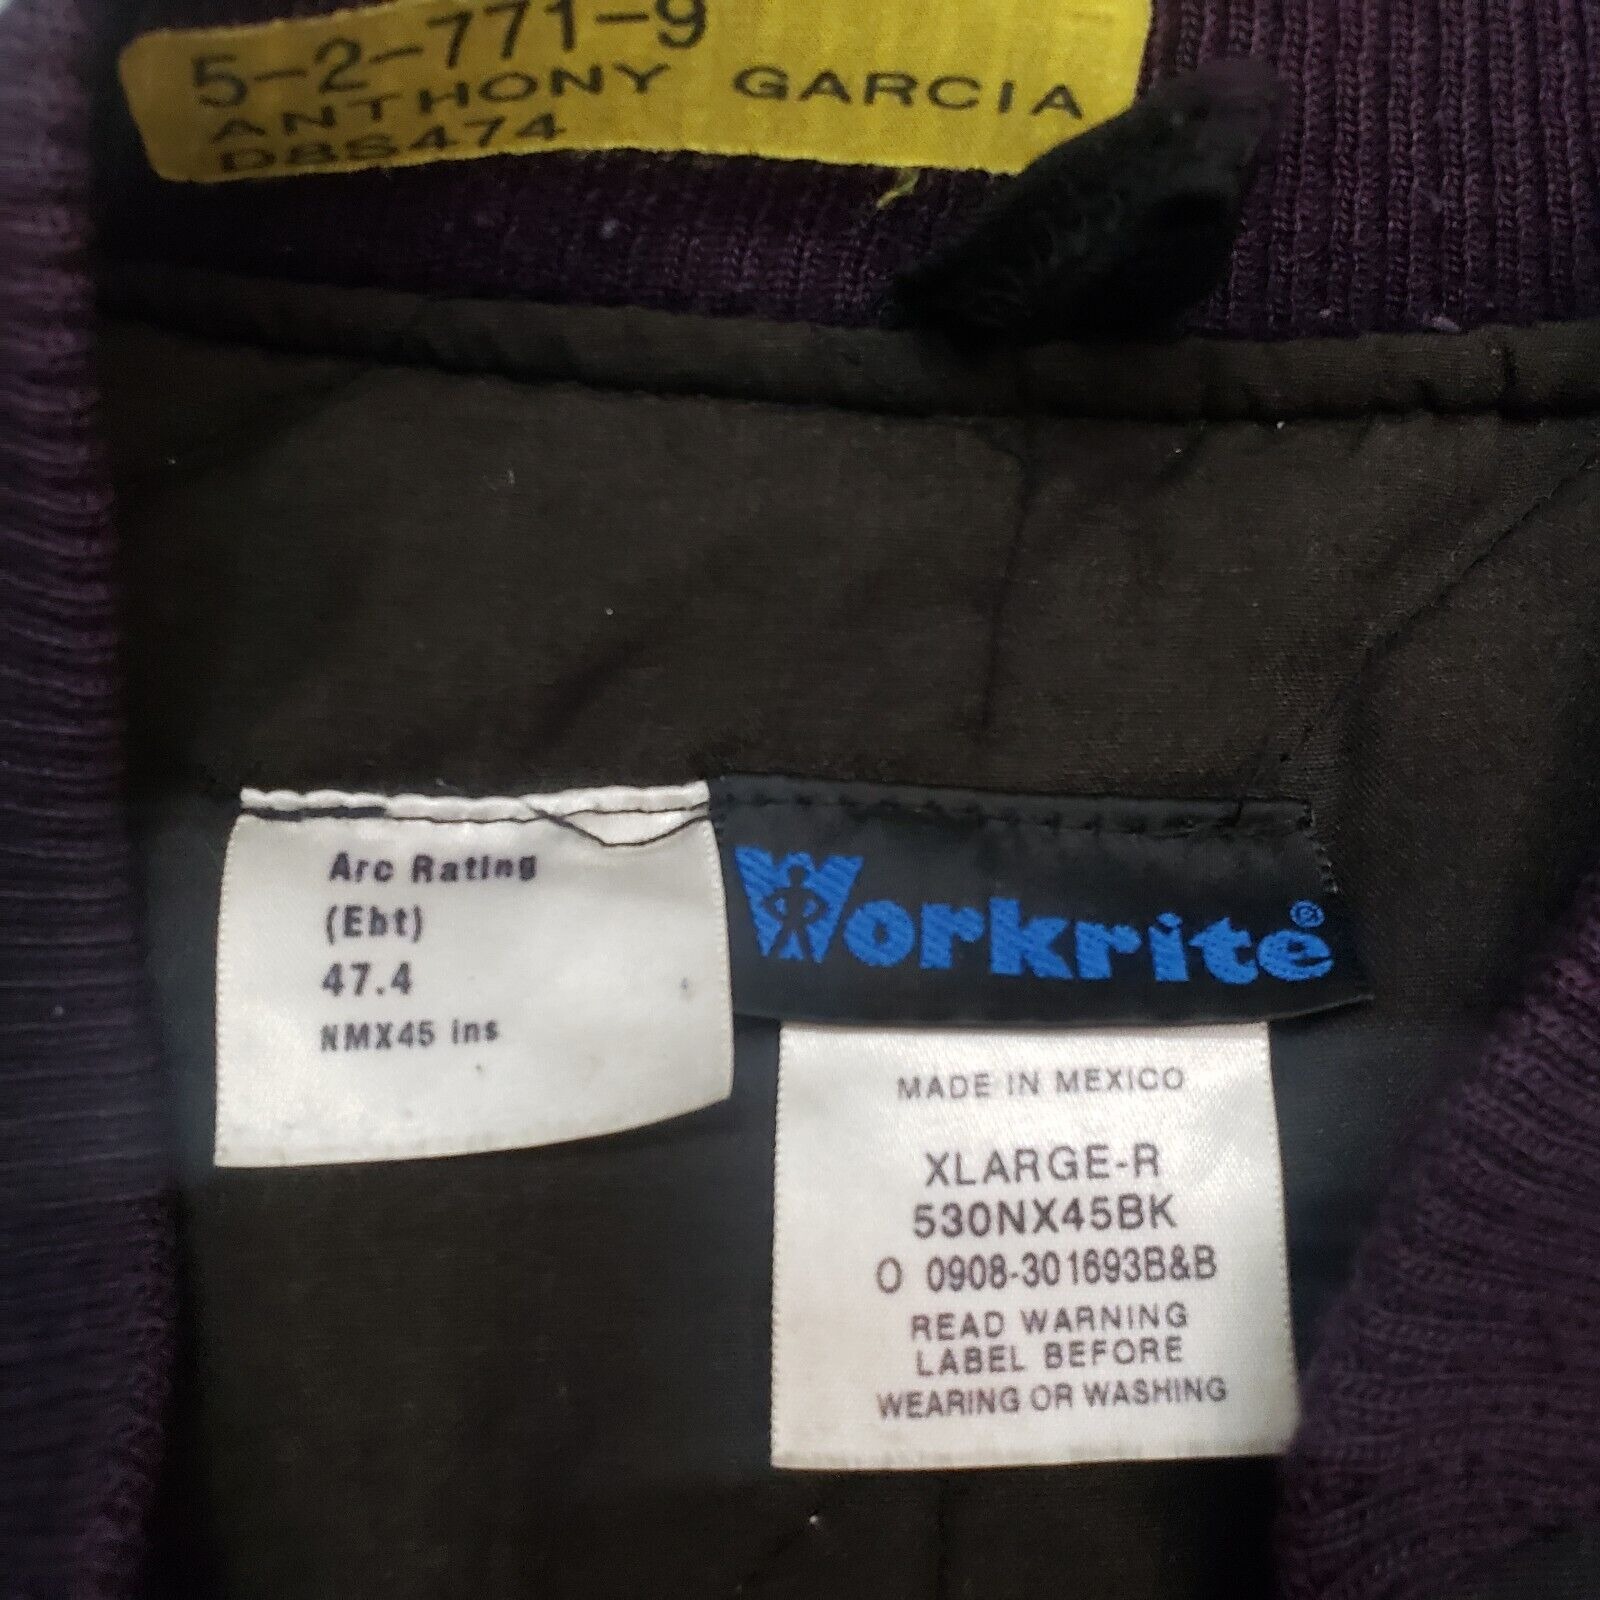 5-2-771-9
ANTHONY GARCIA
D8S474
Arc Rating
(Ebt)
47.4
NMX45 ins
Workrite®
MADE IN MEXICO
XLARGE-R
530NX45BK
O 0908-301693B&B
READ WARNING
LABEL BEFORE
WEARING OR WASHING